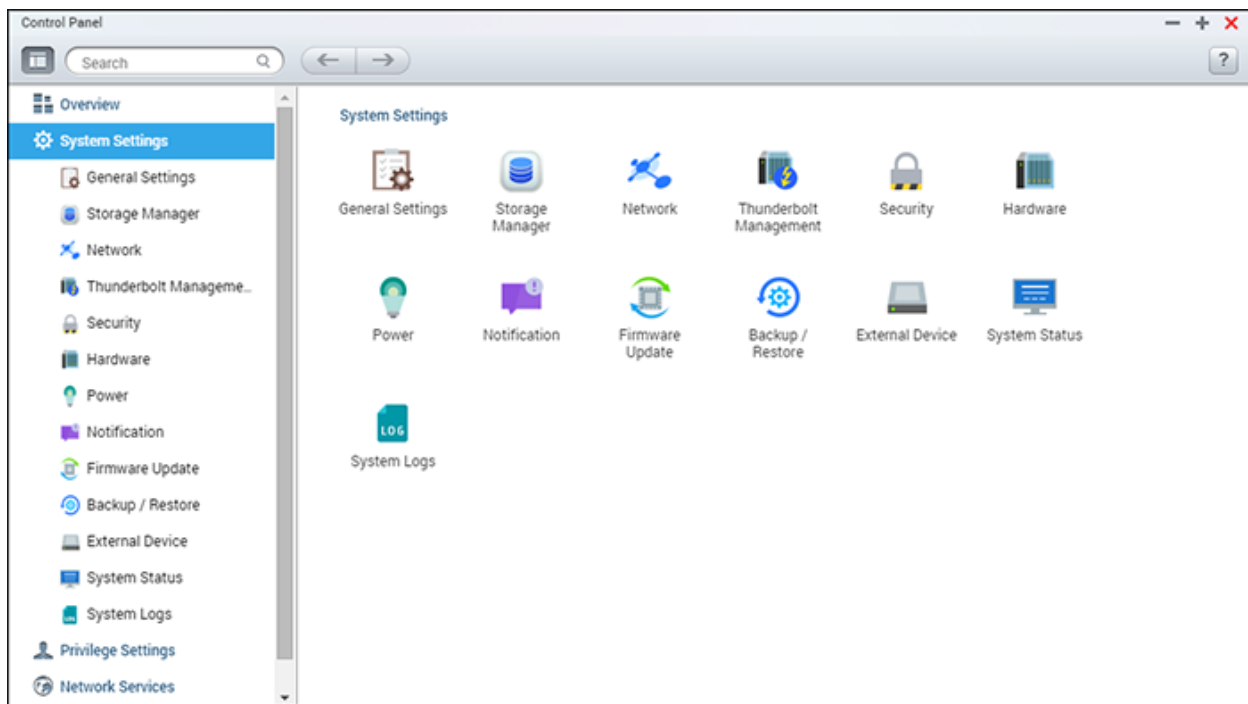 Control Panel
Search
?
Overview
System Settings
General Settings
Storage Manager
Network
Thunderbolt Manageme...
Security
Hardware
Power
Notification
Firmware Update
Backup / Restore
External Device
System Status
System Logs
Privilege Settings
Network Services
System Settings
General Settings
Storage
Manager
Network
Thunderbolt
Management
Security
Hardware
Power
Notification
Firmware
Update
Backup /
Restore
External Device
System Status
LOG
System Logs